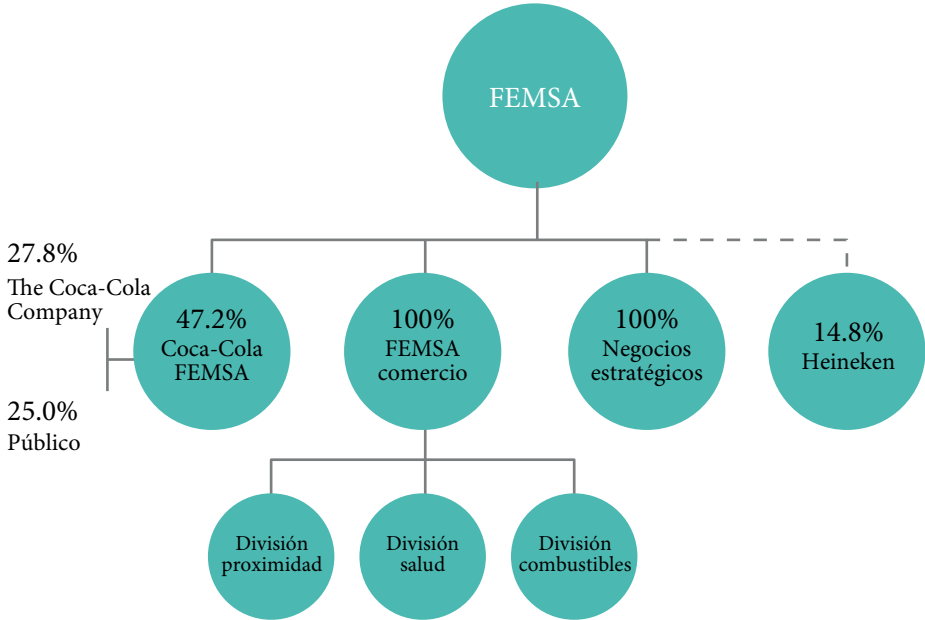 FEMSA
27.8%
The Coca-Cola
Company
25.0%
Público
47.2%
Coca-Cola
FEMSA
100%
FEMSA
comercio
100%
Negocios
estratégicos
14.8%
Heineken
División
proximidad
División
salud
División
combustibles